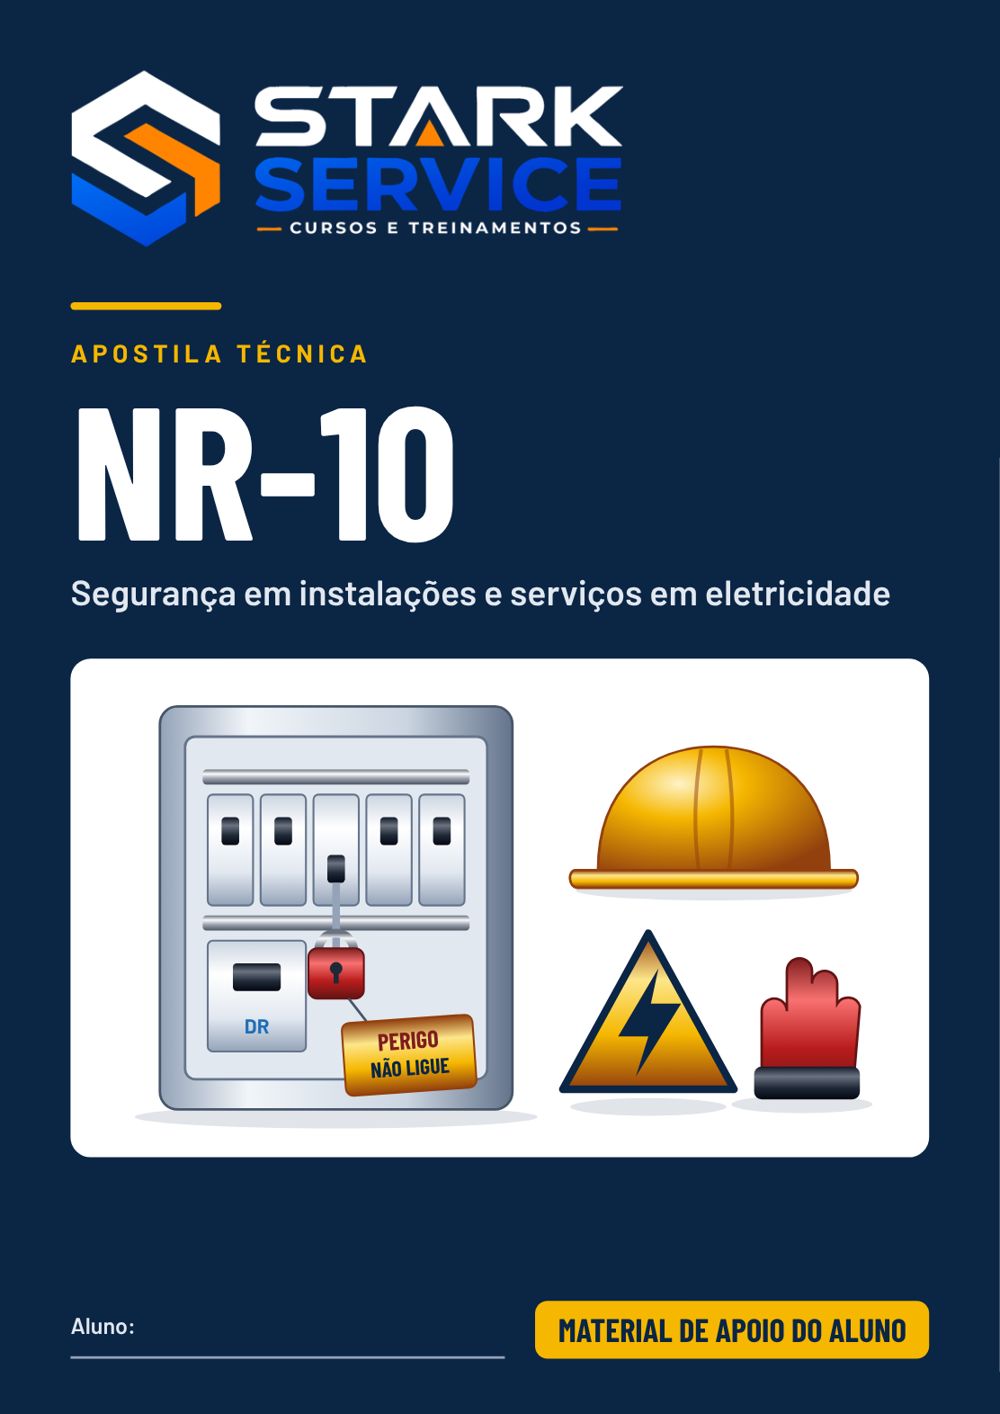 STARK
SERVICE
CURSOS E TREINAMENTOS
APOSTILA TÉCNICA
NR-10
Segurança em instalações e serviços em eletricidade
DR
PERIGO
NÃO LIGUE
Aluno:
MATERIAL DE APOIO DO ALUNO